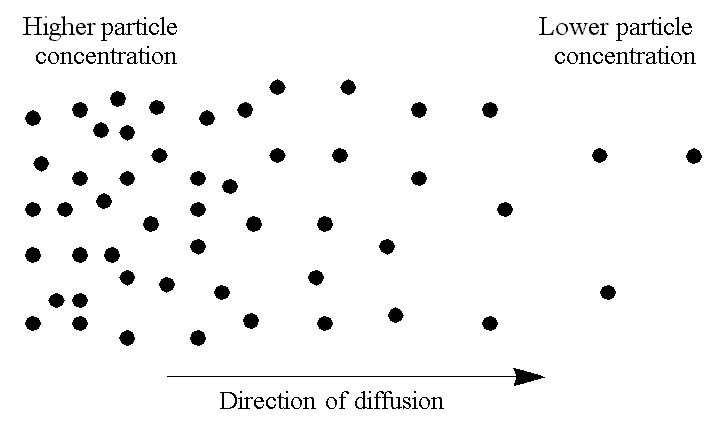 Higher particle
concentration
Lower particle
concentration
Direction of diffusion